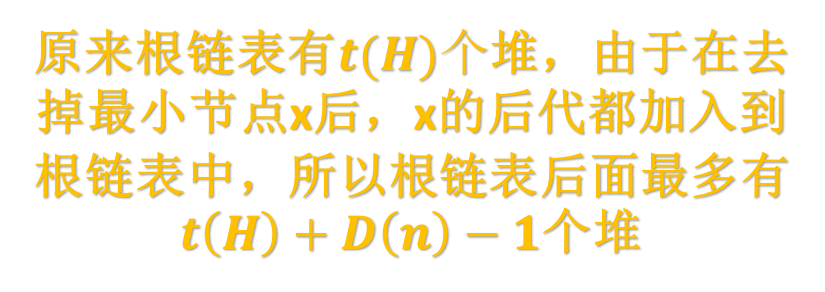 原来根链表有t(H)个堆，由于在去
掉最小节点x后，x的后代都加入到
根链表中，所以根链表后面最多有
t(H) + D(n) − 1个堆